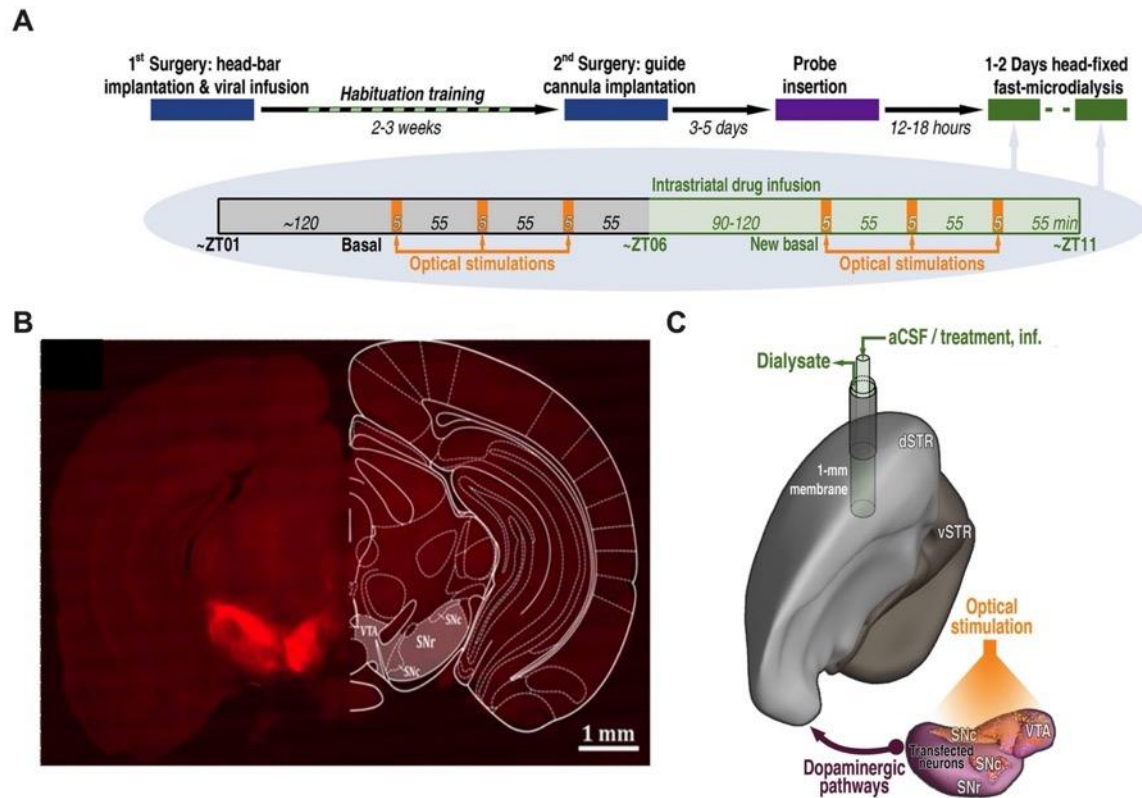 A
1st Surgery: head-bar
implantation & viral infusion
Habituation training
2-3 weeks
2nd Surgery: guide
cannula implantation
3-5 days
Probe
insertion
12-18 hours
1-2 Days head-fixed
fast-microdialysis
Intrastriatal drug infusion
~120 5 55 5 55 5 55 90-120 5 55 5 55 5 55 min
~ZT01 Basal ~ZT06 New basal ~ZT11
Optical stimulations Optical stimulations
B
VTA
SNc
SNr
SNc
1 mm
C
aCSF / treatment, inf.
Dialysate
dSTR
1-mm
membrane
vSTR
Optical
stimulation
SNc
VTA
Transfected
neurons
SNc
SNr
Dopaminergic
pathways